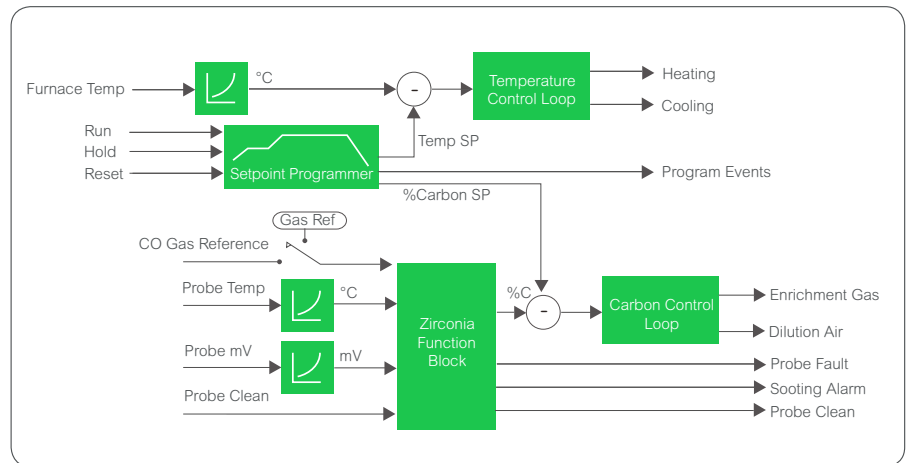 Furnace Temp
°C
-
Temperature
Control Loop
Heating
Cooling
Run
Hold
Reset
Setpoint Programmer
Temp SP
Program Events
%Carbon SP
Gas Ref
CO Gas Reference
Probe Temp
°C
Probe mV
mV
Probe Clean
Zirconia
Function
Block
%C
-
Carbon Control
Loop
Enrichment Gas
Dilution Air
Probe Fault
Sooting Alarm
Probe Clean